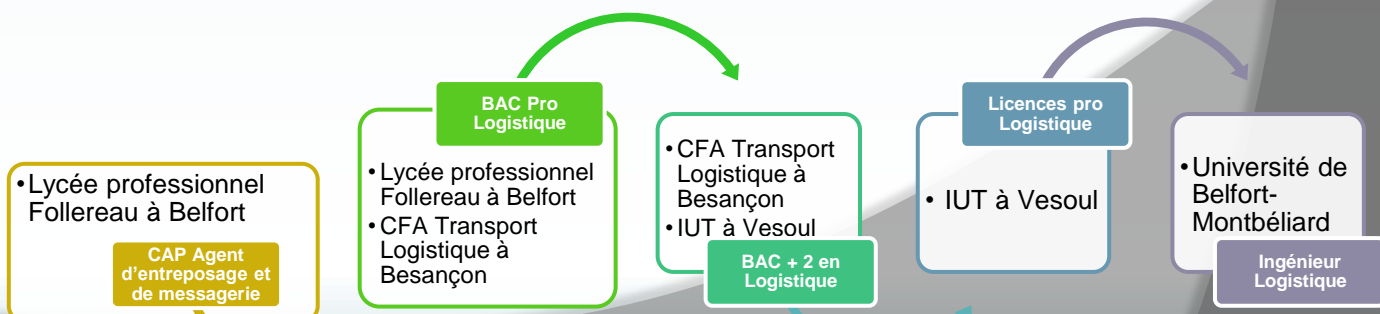 •Lycée professionnel
Follereau à Belfort
CAP Agent
d'entreposage et
de messagerie
BAC Pro
Logistique
•Lycée professionnel
Follereau à Belfort
•CFA Transport
Logistique à
Besançon
•CFA Transport
Logistique à
Besançon
•IUT à Vesoul
BAC + 2 en
Logistique
Licences pro
Logistique
• IUT à Vesoul
•Université de
Belfort-
Montbéliard
Ingénieur
Logistique